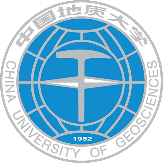 中国地质大学
CHINA UNIVERSITY OF GEOSCIENCES
1952